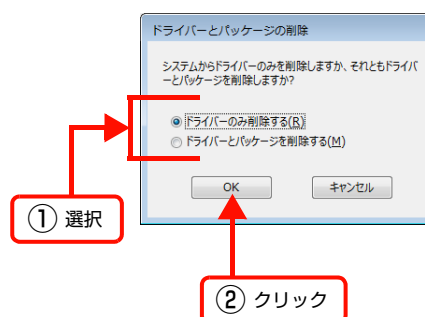 ドライバーとパッケージの削除
システムからドライバーのみを削除しますか、それともドライバ
ーとパッケージを削除しますか?
ドライバーのみ削除する(R)
ドライバーとパッケージを削除する(M)
OK
キャンセル
① 選択
② クリック